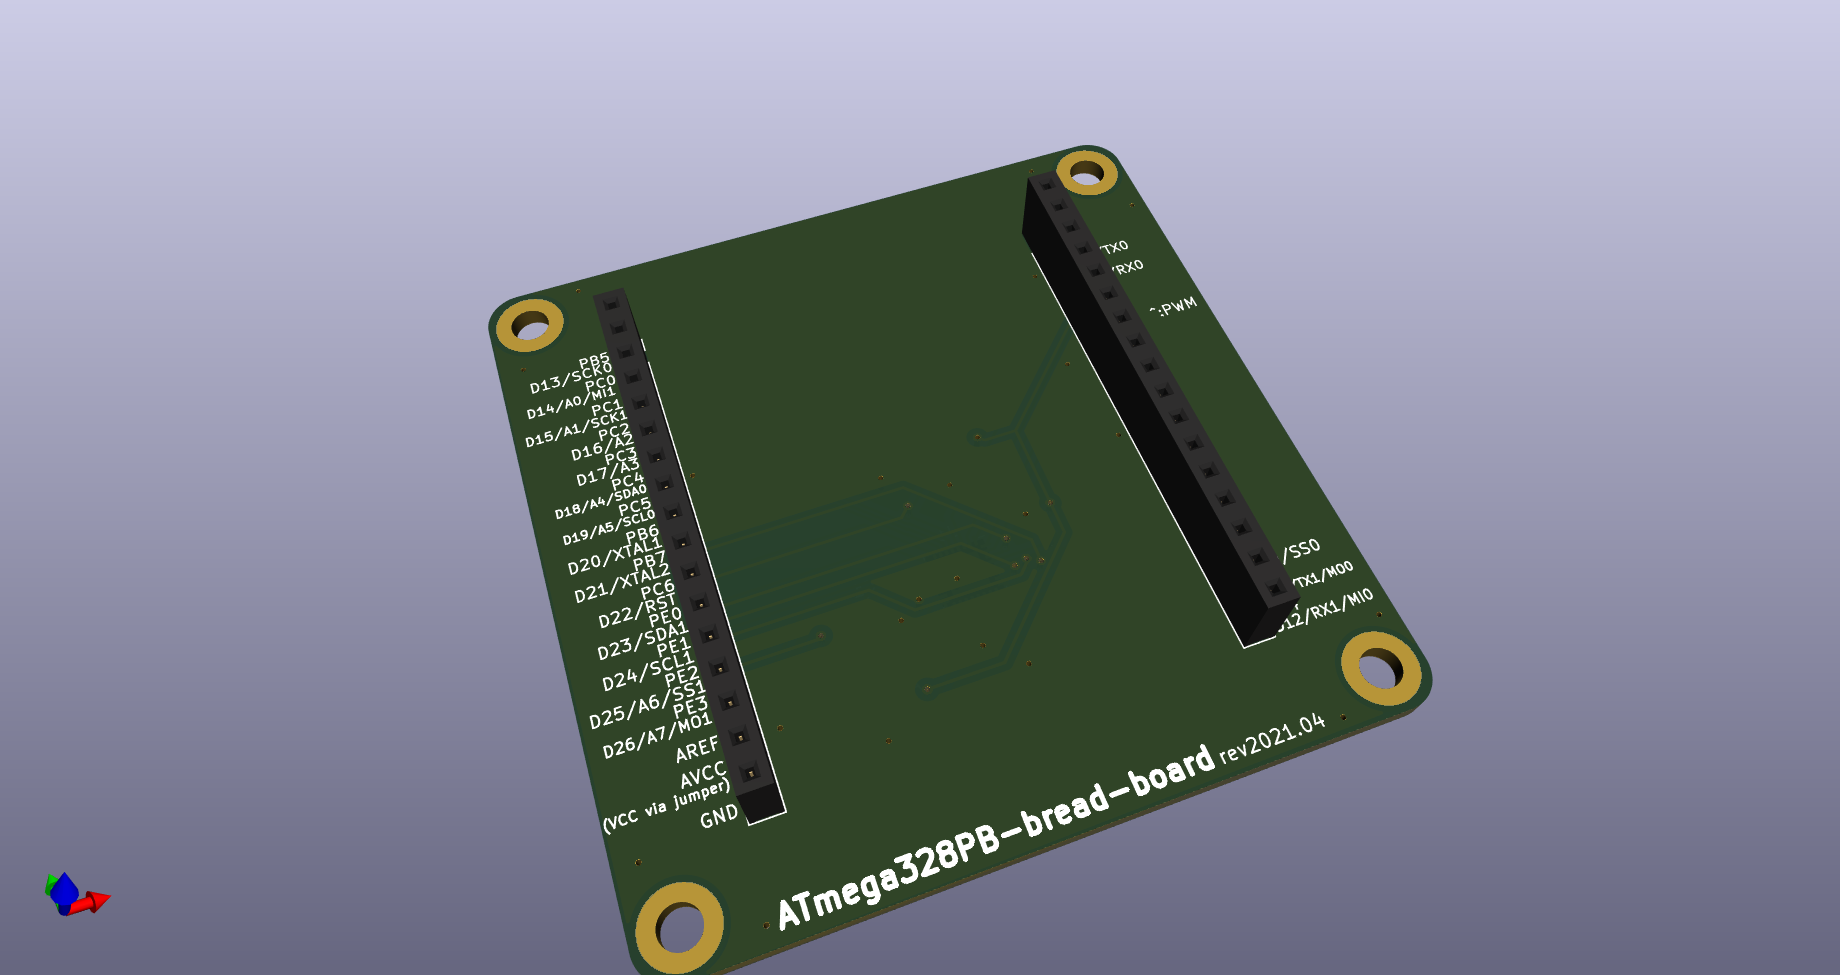 PB5
D13/SCK0
PC0
D14/A0/MI1
PC1
D15/A1/SCK1
PC2
D16/A2
PC3
D17/A3
PC4
D18/A4/SDA0
PC5
D19/A5/SCL0
PB6
D20/XTAL1
PB7
D21/XTAL2
PC6
D22/RST
PE0
D23/SDA1
PE1
D24/SCL1
PE2
D25/A6/SS1
PE3
D26/A7/MO1
AREF
AVCC
(VCC via jumper)
GND
/TX0
/RX0
^:PWM
/SS0
/TX1/MO0
12/RX1/MI0
ATmega328PB-bread-board rev2021.04